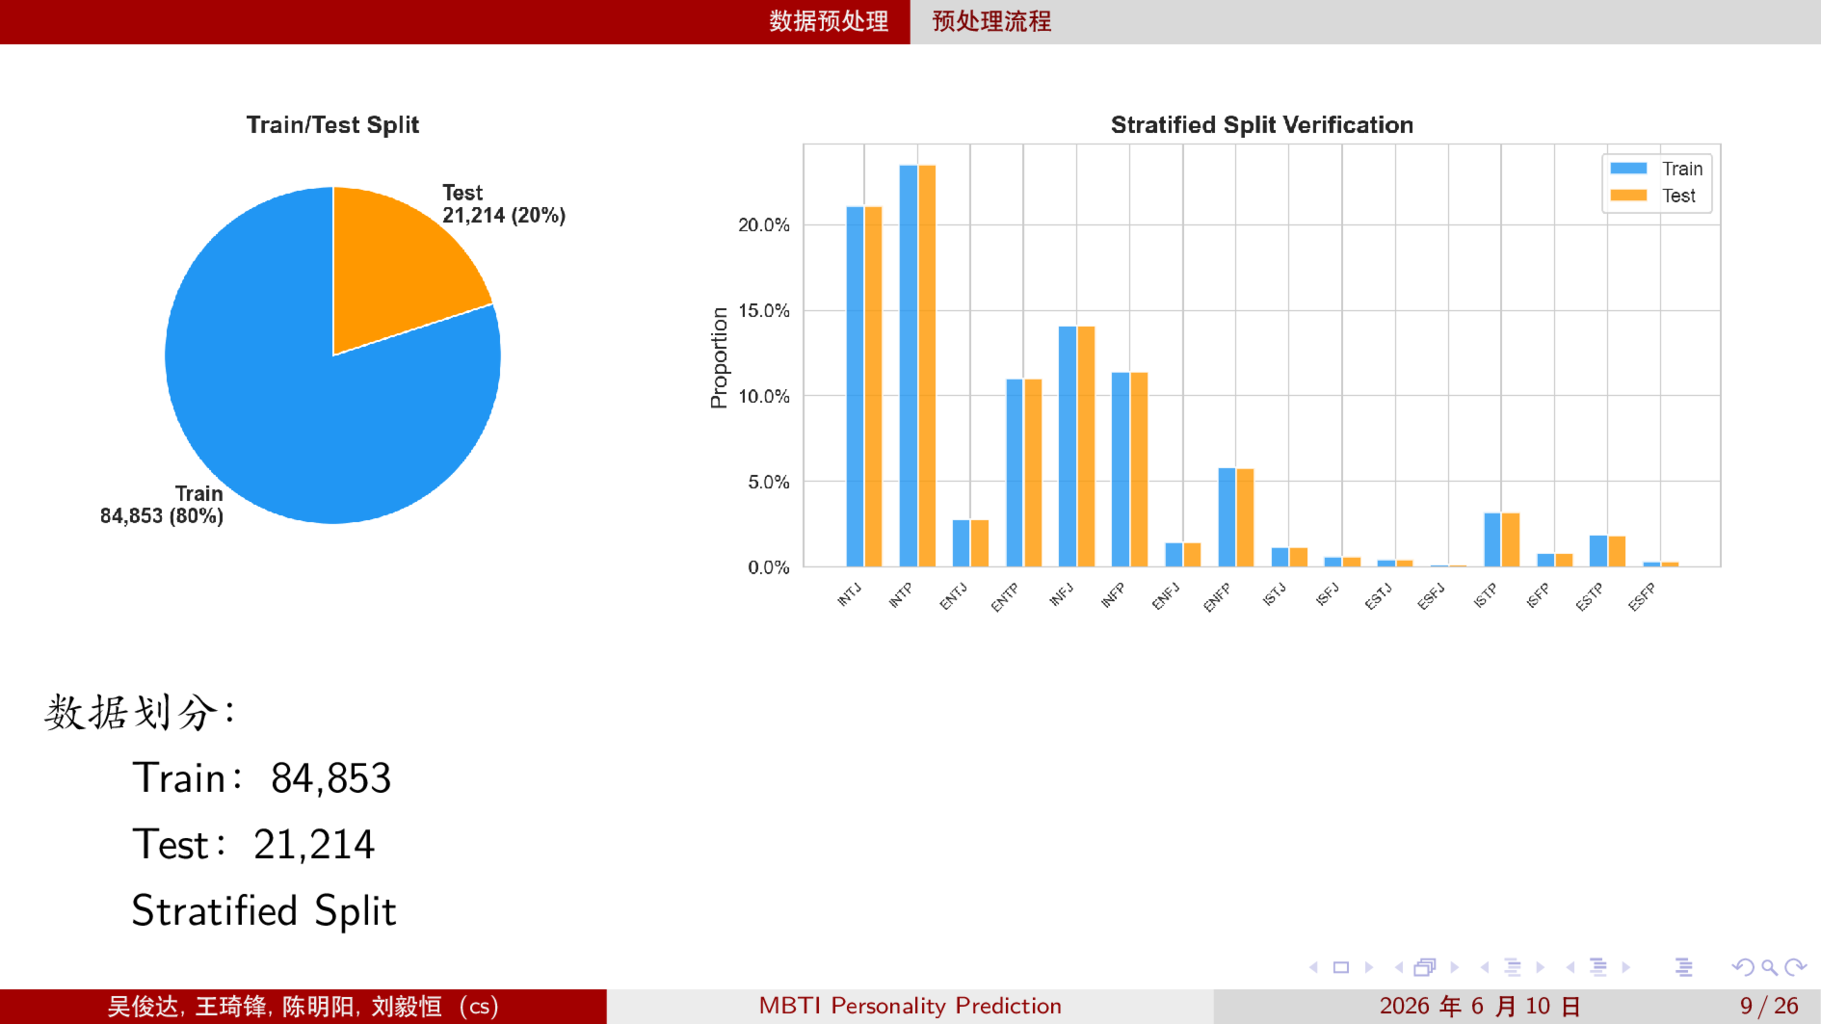 数据预处理
预处理流程
Train/Test Split
Test
21,214 (20%)
Train
84,853 (80%)
Stratified Split Verification
Train
Test
Proportion
20.0%
15.0%
10.0%
5.0%
0.0%
INTJ
INTP
ENTJ
ENTP
INFJ
INFP
ENFJ
ENFP
ISTJ
ISFJ
ESTJ
ESFJ
ISTP
ISFP
ESTP
ESFP
数据划分：
Train：84,853
Test：21,214
Stratified Split
吴俊达, 王琦锋, 陈明阳, 刘毅恒 (cs)
MBTI Personality Prediction
2026 年 6 月 10 日
9 / 26